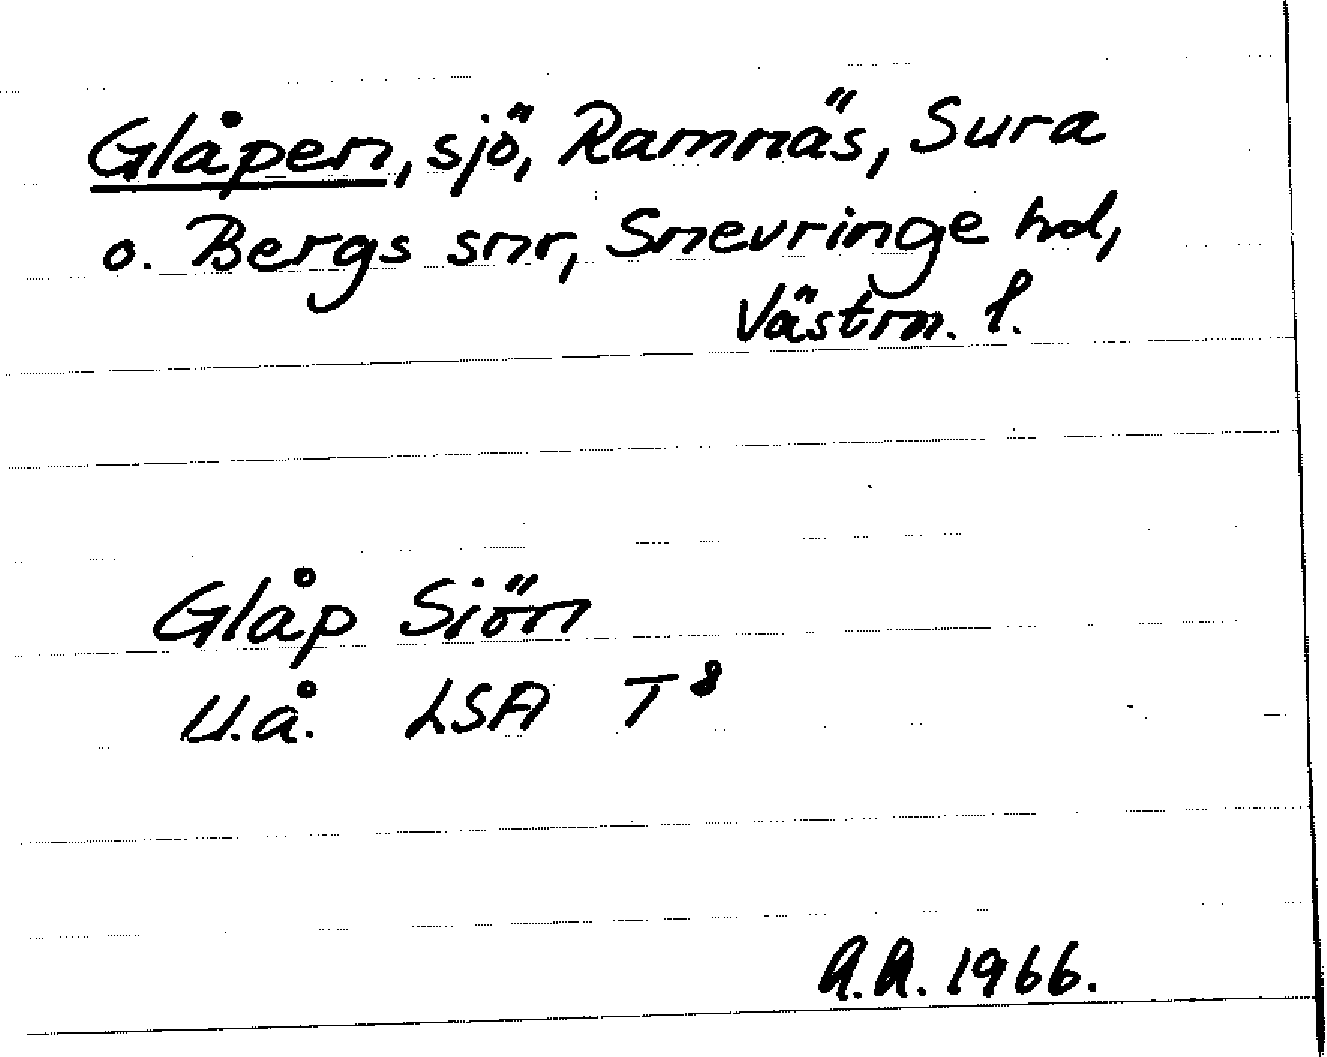 Glåpen, sjö, Ramnäs, Sura
o. Bergs snr, Snevringe hd,
Västm. l.
Glåp Siön
U.å. LSA T⁸
A.A. 1966.